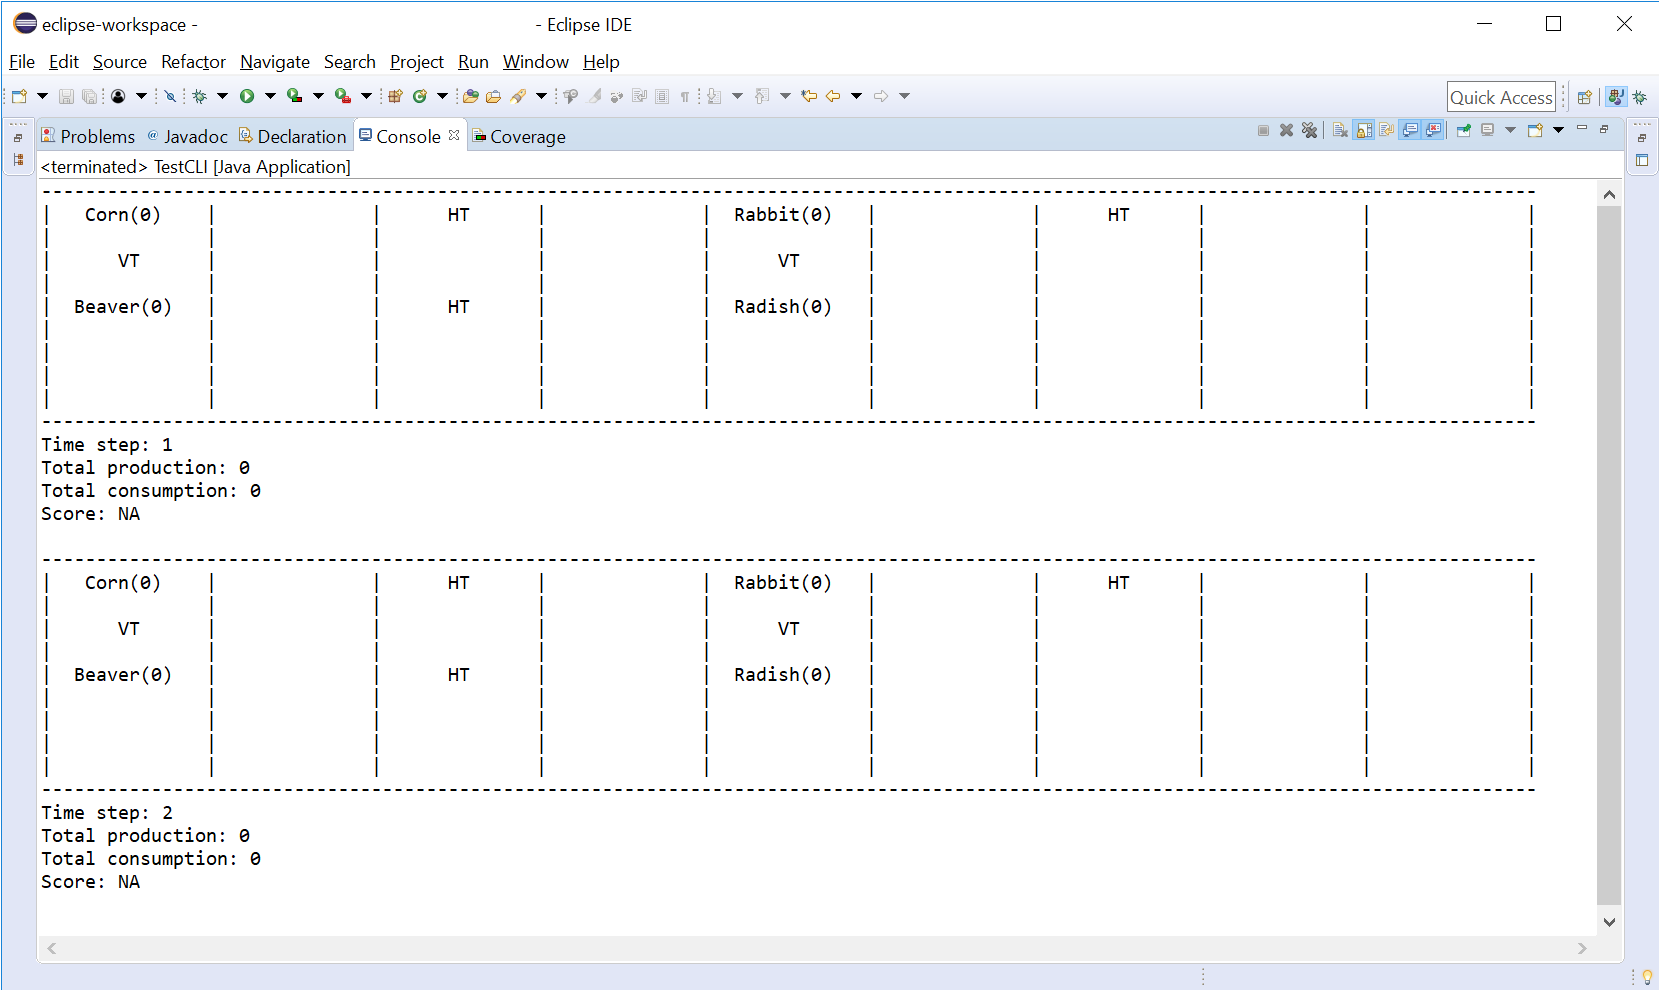 eclipse-workspace - - Eclipse IDE
File Edit Source Refactor Navigate Search Project Run Window Help
Quick Access
Problems Javadoc Declaration Console Coverage
<terminated> TestCLI [Java Application]
----------------------------------------------------------------------------------------------------------------------------------------
| Corn(0) | | HT | | Rabbit(0) | | HT | | |
| | | | | | | | | |
| VT | | | | VT | | | | |
| | | | | | | | | |
| Beaver(0) | | HT | | Radish(0) | | | | |
| | | | | | | | | |
| | | | | | | | | |
| | | | | | | | | |
| | | | | | | | | |
----------------------------------------------------------------------------------------------------------------------------------------
Time step: 1
Total production: 0
Total consumption: 0
Score: NA
----------------------------------------------------------------------------------------------------------------------------------------
| Corn(0) | | HT | | Rabbit(0) | | HT | | |
| | | | | | | | | |
| VT | | | | VT | | | | |
| | | | | | | | | |
| Beaver(0) | | HT | | Radish(0) | | | | |
| | | | | | | | | |
| | | | | | | | | |
| | | | | | | | | |
| | | | | | | | | |
----------------------------------------------------------------------------------------------------------------------------------------
Time step: 2
Total production: 0
Total consumption: 0
Score: NA